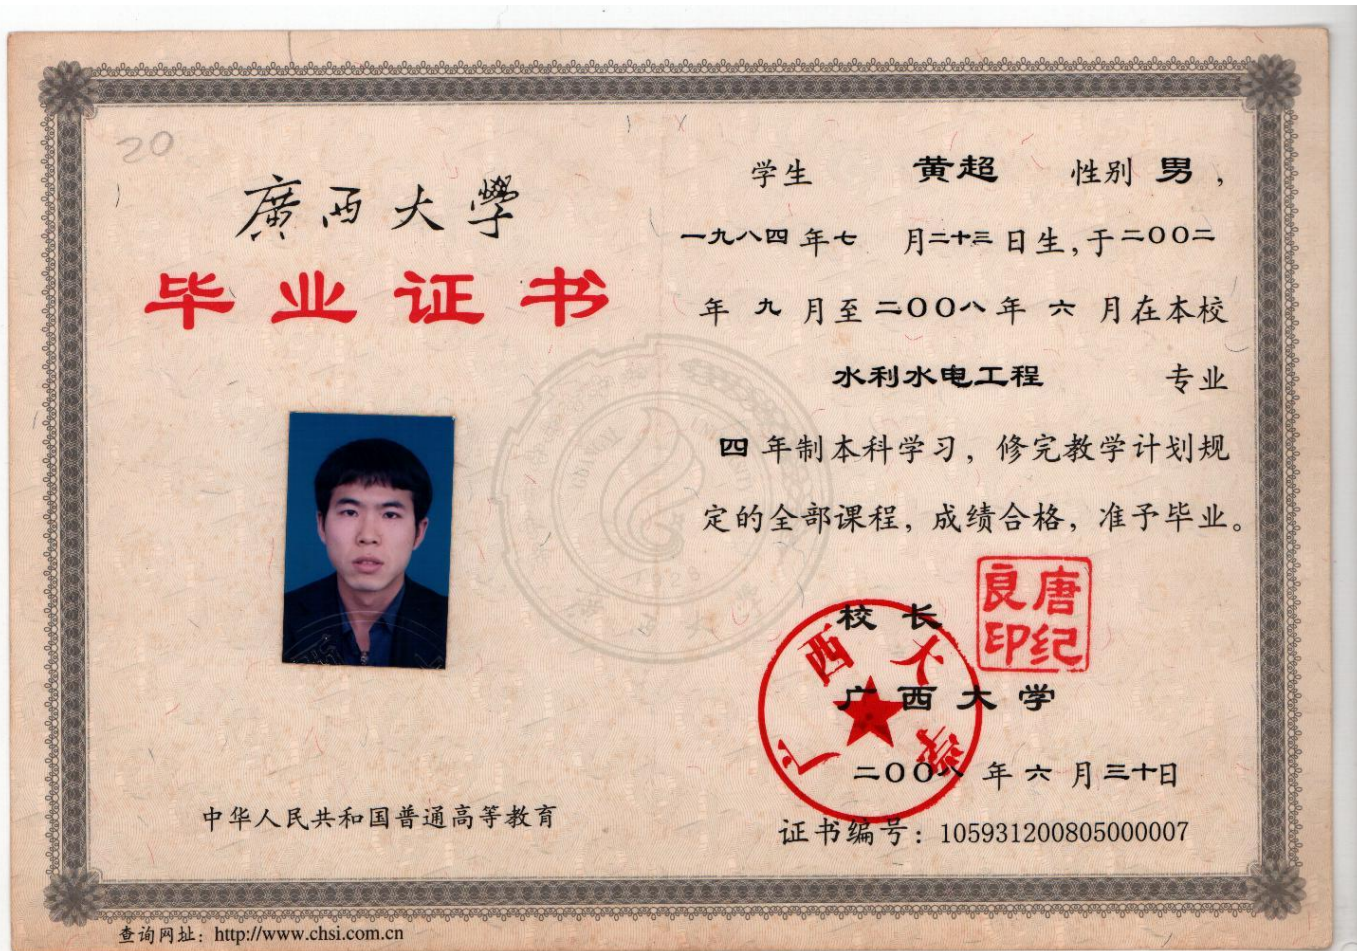 20
廣西大學
毕业证书
中华人民共和国普通高等教育
查询网址：http://www.chsi.com.cn
学生 黄超 性别 男，
一九八四年七 月二十三日生，于二〇〇二
年 九 月至 二〇〇八年 六 月在本校
水利水电工程 专业
四 年制本科学习，修完教学计划规
定的全部课程，成绩合格，准予毕业。
校 长
唐纪良印
广西大学
广西大学
二〇〇八 年 六 月三十日
证书编号：105931200805000007
1928